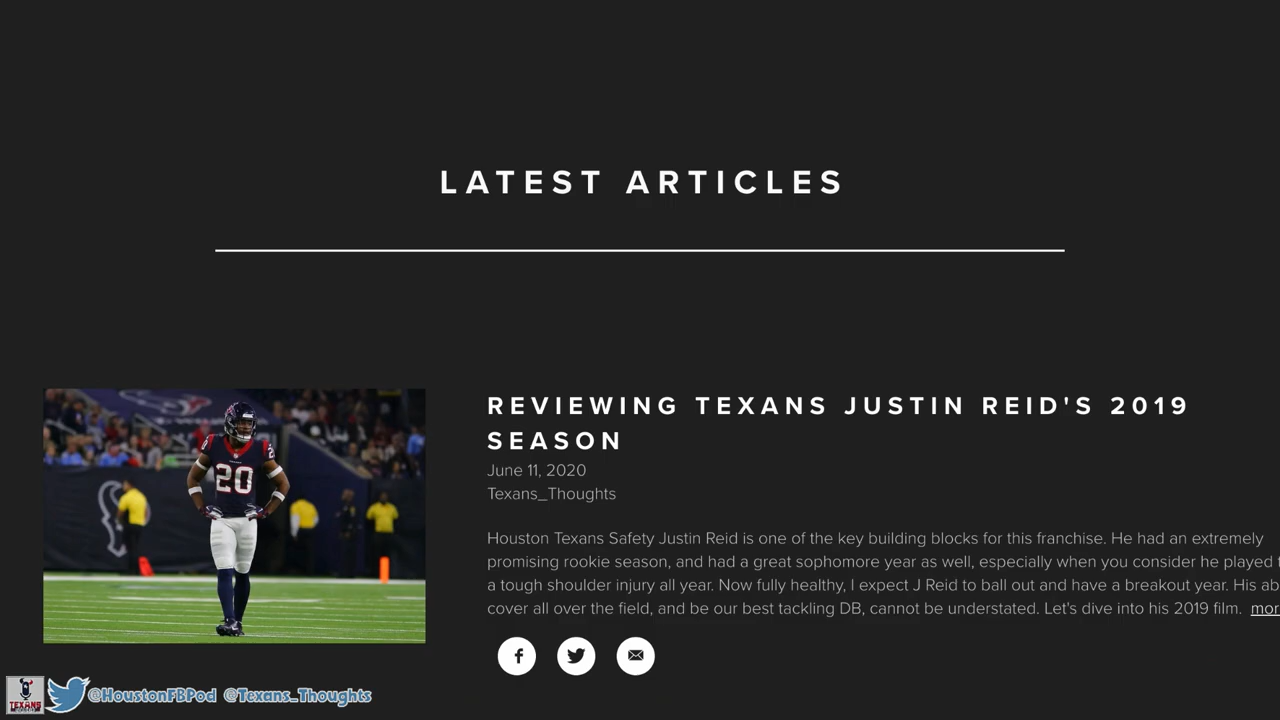 LATEST ARTICLES
REVIEWING TEXANS JUSTIN REID'S 2019
SEASON
June 11, 2020
Texans_Thoughts
Houston Texans Safety Justin Reid is one of the key building blocks for this franchise. He had an extremely
promising rookie season, and had a great sophomore year as well, especially when you consider he played
a tough shoulder injury all year. Now fully healthy, I expect J Reid to ball out and have a breakout year. His
cover all over the field, and be our best tackling DB, cannot be understated. Let's dive into his 2019 film.
20
TEXANS
@HoustonFBPod @Texans_Thoughts